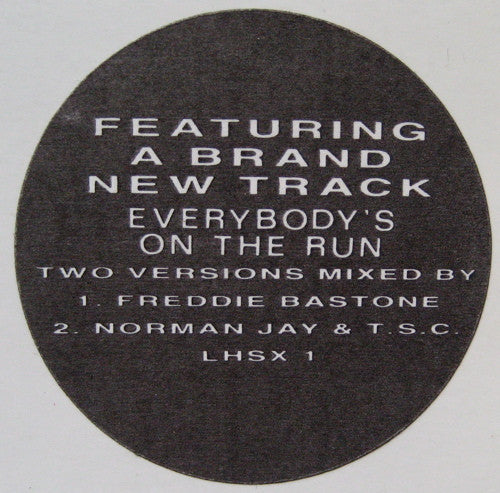 FEATURING
A BRAND
NEW TRACK
EVERYBODY'S
ON THE RUN
TWO VERSIONS MIXED BY
1. FREDDIE BASTONE
2. NORMAN JAY & T.S.C.
LHSX 1